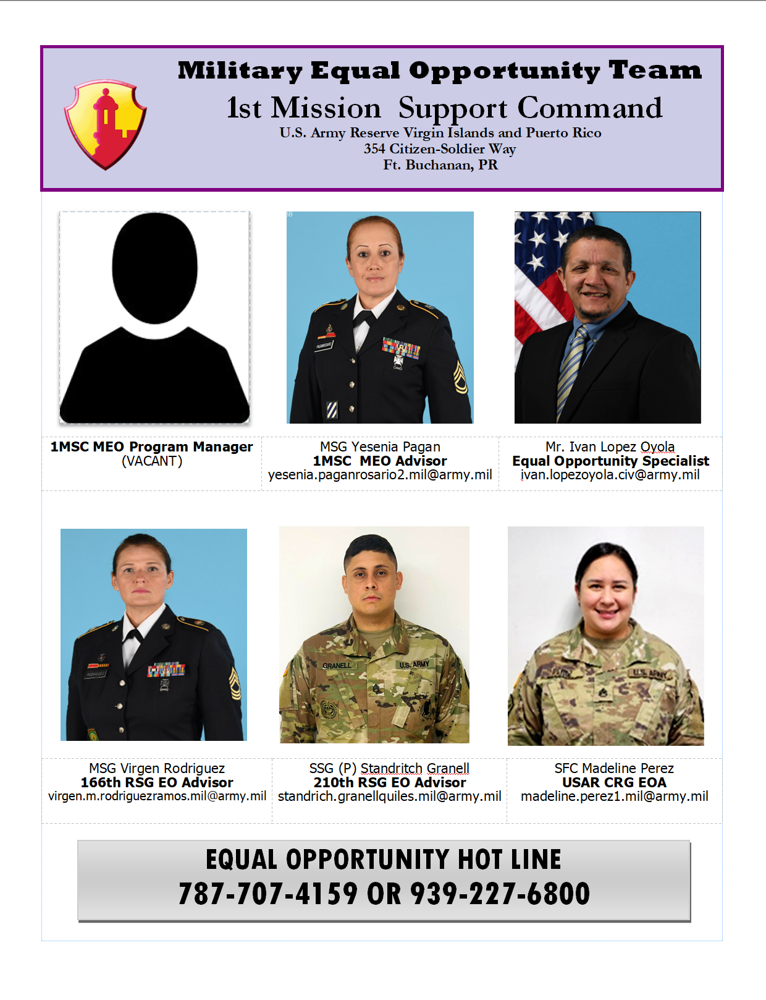 Military Equal Opportunity Team
1st Mission Support Command
U.S. Army Reserve Virgin Islands and Puerto Rico
354 Citizen-Soldier Way
Ft. Buchanan, PR
1MSC MEO Program Manager
(VACANT)
MSG Yesenia Pagan
1MSC MEO Advisor
yesenia.paganrosario2.mil@army.mil
Mr. Ivan Lopez Oyola
Equal Opportunity Specialist
ivan.lopezoyola.civ@army.mil
RODRIGUEZ
GRANELL
U.S. ARMY
U.S. ARMY
MSG Virgen Rodriguez
166th RSG EO Advisor
virgen.m.rodriguezramos.mil@army.mil
SSG (P) Standritch Granell
210th RSG EO Advisor
standrich.granellquiles.mil@army.mil
SFC Madeline Perez
USAR CRG EOA
madeline.perez1.mil@army.mil
EQUAL OPPORTUNITY HOT LINE
787-707-4159 OR 939-227-6800